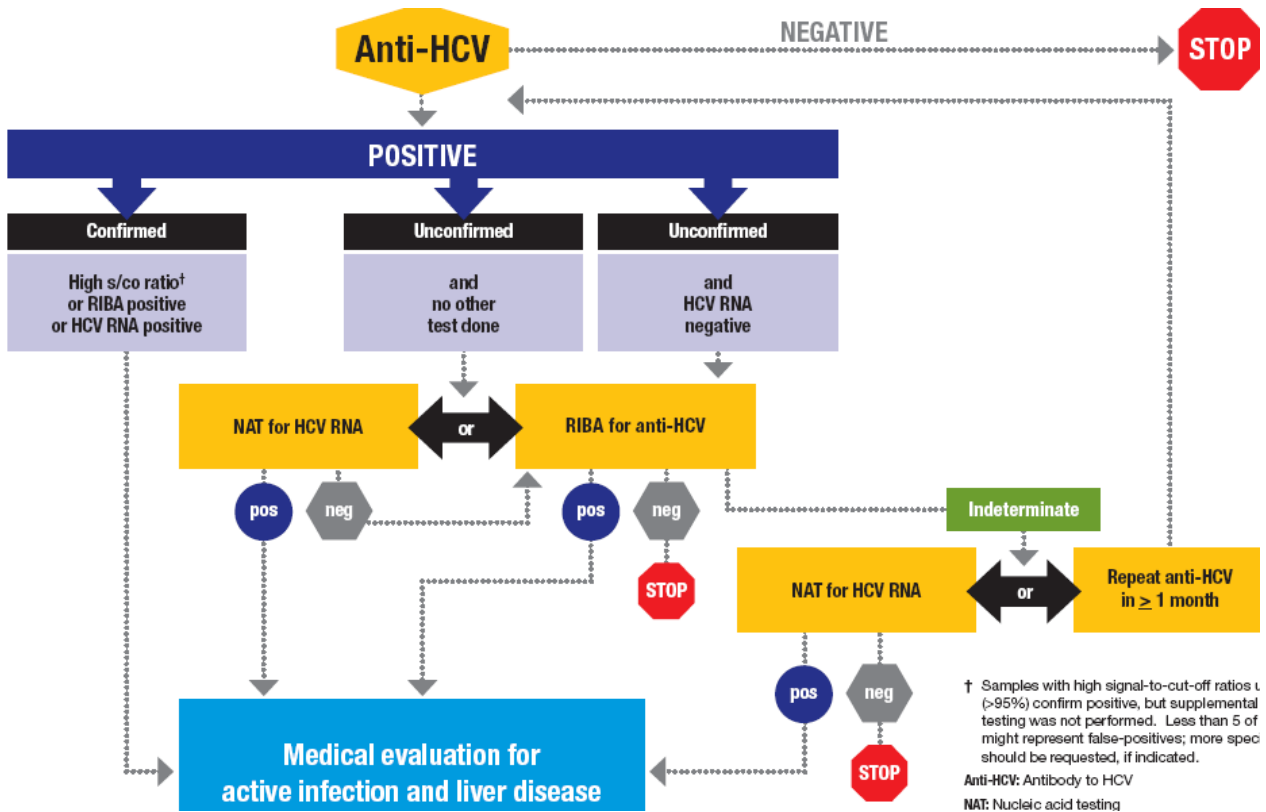 Anti-HCV
NEGATIVE
STOP
POSITIVE
Confirmed
High s/co ratio†
or RIBA positive
or HCV RNA positive
Unconfirmed
and
no other
test done
Unconfirmed
and
HCV RNA
negative
NAT for HCV RNA
or
RIBA for anti-HCV
pos
neg
pos
neg
STOP
Indeterminate
NAT for HCV RNA
or
Repeat anti-HCV
in ≥ 1 month
pos
neg
STOP
Medical evaluation for
active infection and liver disease
† Samples with high signal-to-cut-off ratios
(>95%) confirm positive, but supplemental
testing was not performed. Less than 5 of
might represent false-positives; more
should be requested, if indicated.
Anti-HCV: Antibody to HCV
NAT: Nucleic acid testing